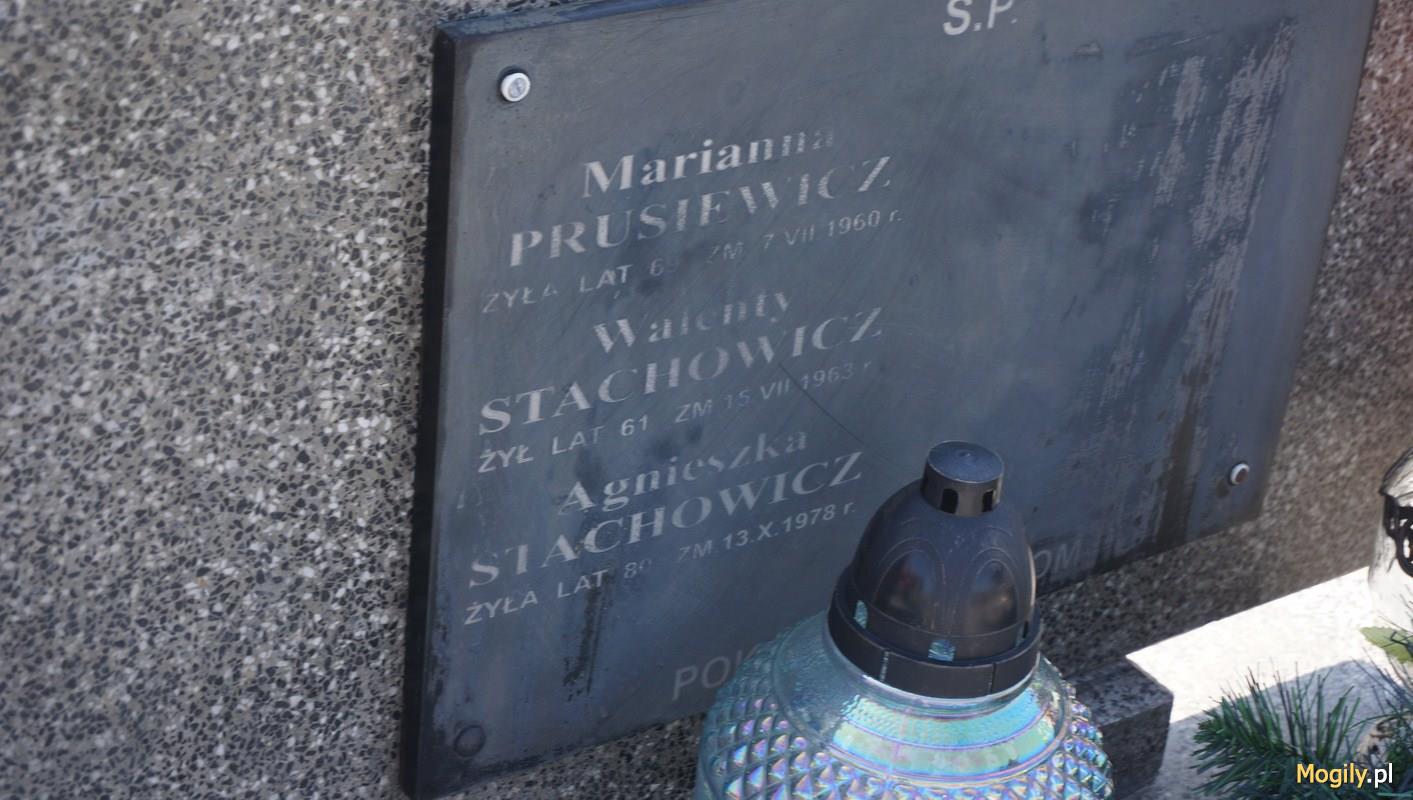 Ś.P.
Marianna
PRUSIEWICZ
ŻYŁA LAT ZM 7 VII 1960 r.
Walenty
STACHOWICZ
ŻYŁ LAT 61 ZM 15 VII 1963 r.
Agnieszka
STACHOWICZ
ŻYŁA LAT 80 ZM.13.X.1978 r.
Mogily.pl